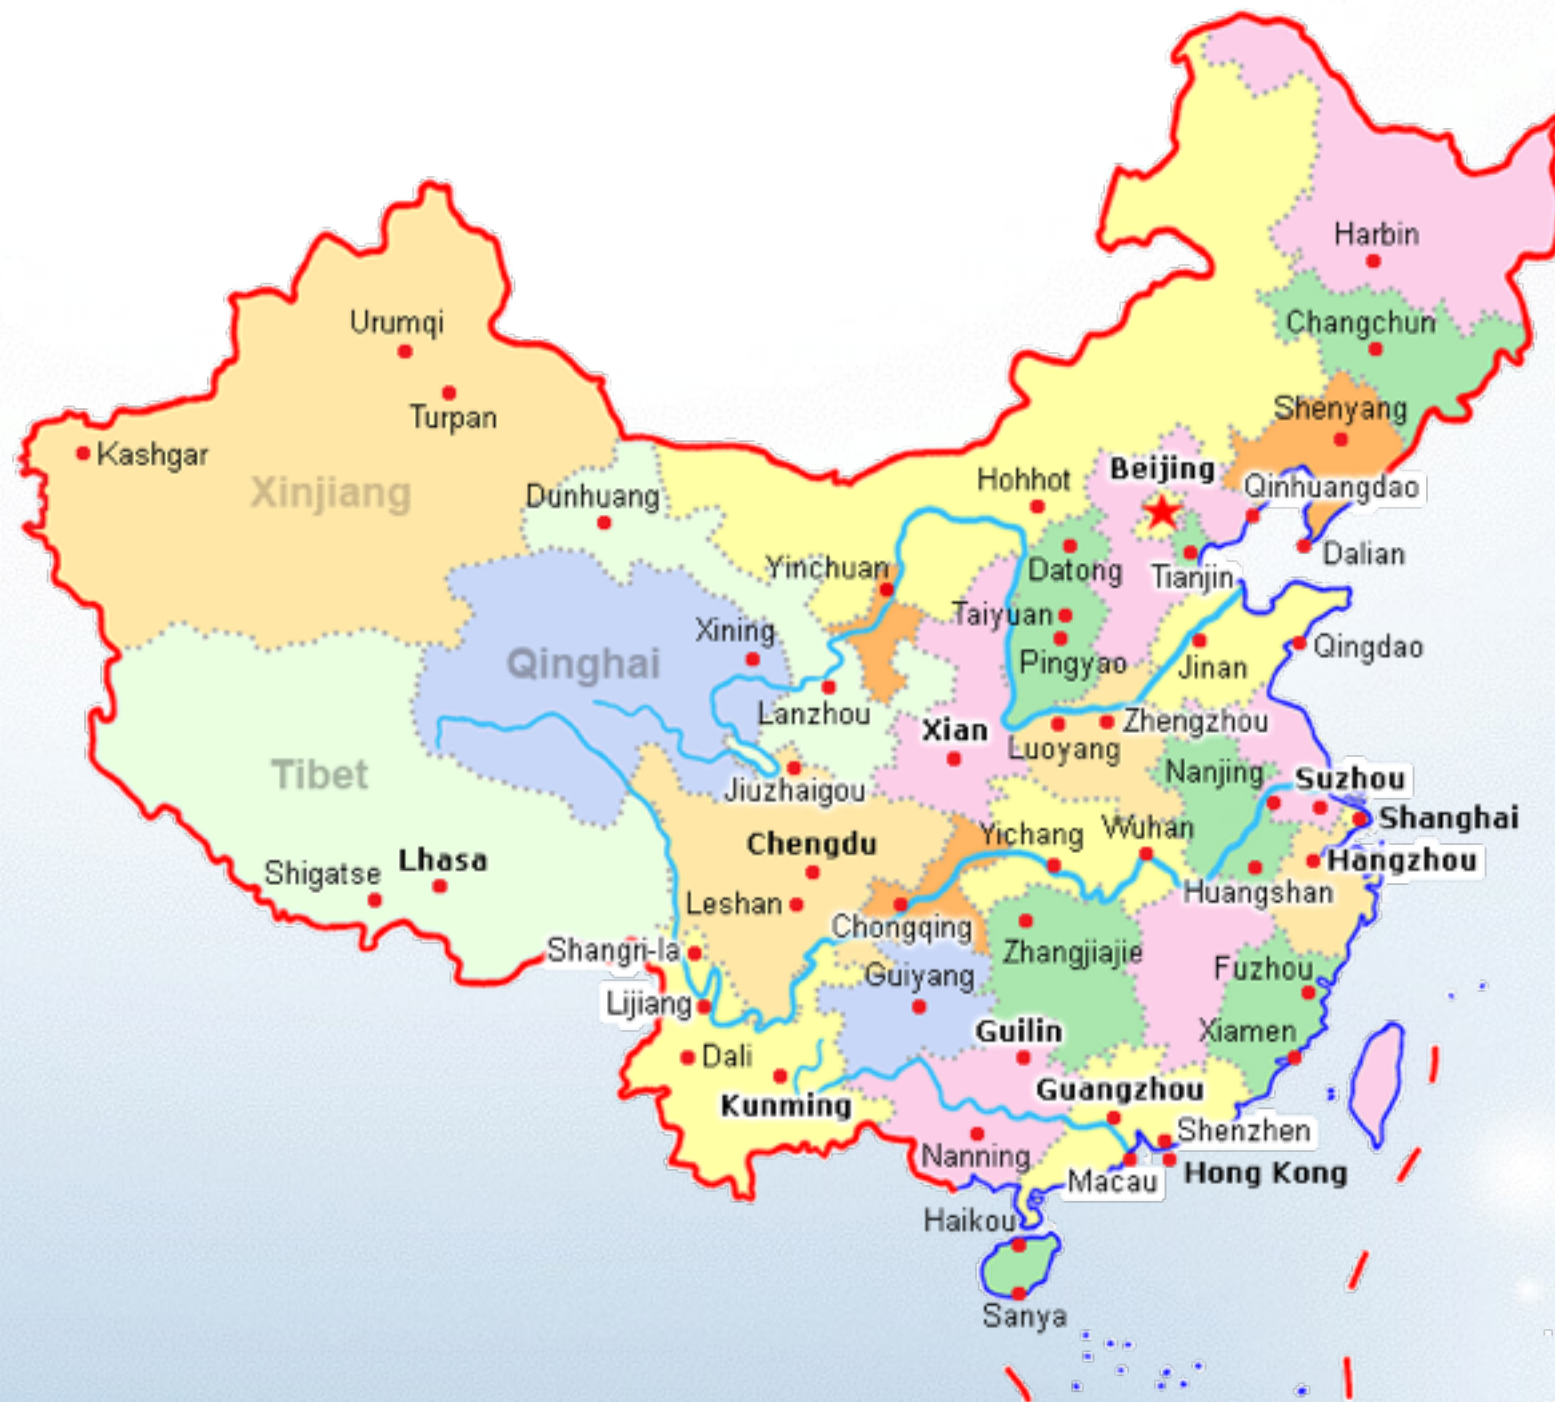 Harbin
Changchun
Urumqi
Turpan
Shenyang
Kashgar
Beijing
Hohhot
Qinhuangdao
Xinjiang
Dunhuang
Dalian
Datong
Tianjin
Yinchuan
Taiyuan
Xining
Qinghai
Pingyao
Jinan
Qingdao
Lanzhou
Xian
Luoyang
Zhengzhou
Tibet
Jiuzhaigou
Nanjing
Suzhou
Shanghai
Chengdu
Yichang
Wuhan
Hangzhou
Shigatse
Lhasa
Leshan
Huangshan
Chongqing
Shangri-la
Zhangjiajie
Guiyang
Fuzhou
Lijiang
Guilin
Xiamen
Dali
Kunming
Guangzhou
Shenzhen
Nanning
Macau
Hong Kong
Haikou
Sanya